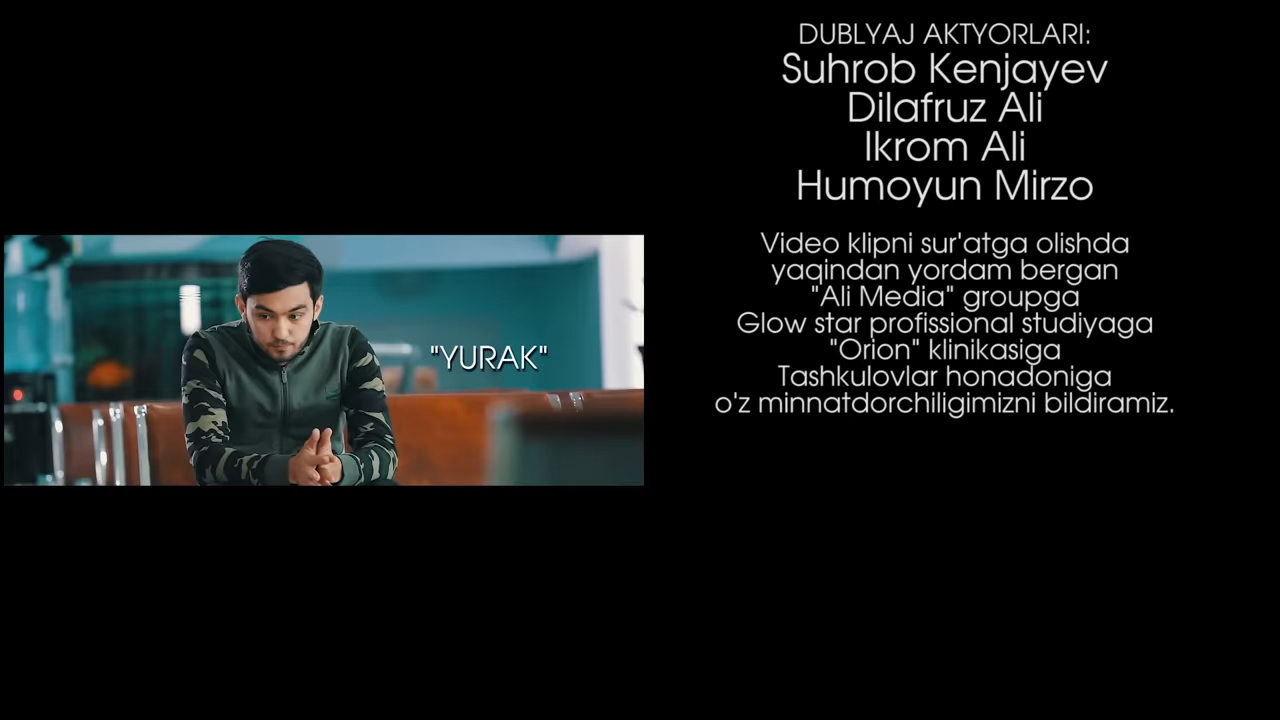 DUBLYAJ AKTYORLARI:
Suhrob Kenjayev
Dilafruz Ali
Ikrom Ali
Humoyun Mirzo
Video klipni sur'atga olishda
yaqindan yordam bergan
"Ali Media" groupga
Glow star profissional studiyaga
"Orion" klinikasiga
Tashkulovlar honadoniga
o'z minnatdorchiligimizni bildiramiz.
"YURAK"